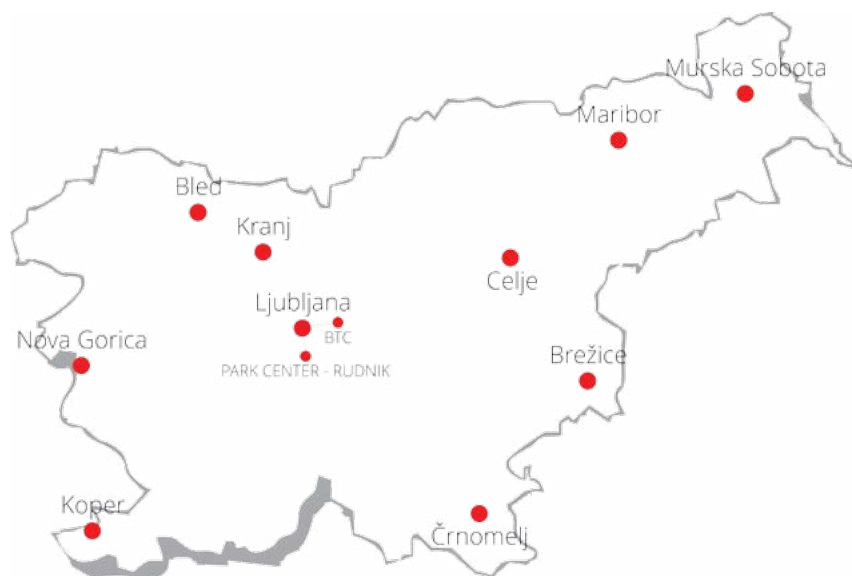 Murska Sobota
Maribor
Bled
Kranj
Celje
Ljubljana
BTC
Nova Gorica
PARK CENTER - RUDNIK
Brežice
Koper
Črnomelj